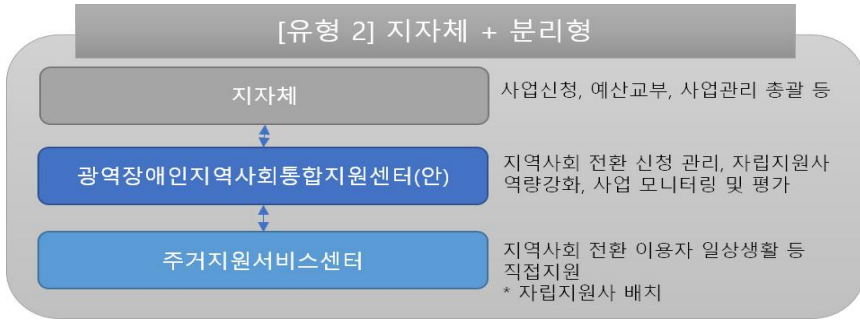 [유형 2] 지자체 + 분리형
지자체
사업신청, 예산교부, 사업관리 총괄 등
광역장애인지역사회통합지원센터(안)
지역사회 전환 신청 관리, 자립지원사
역량강화, 사업 모니터링 및 평가
주거지원서비스센터
지역사회 전환 이용자 일상생활 등
직접지원
* 자립지원사 배치